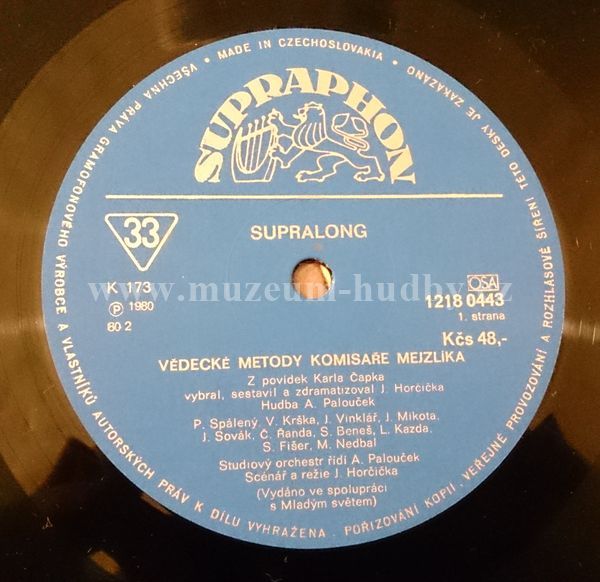 VŠECHNA PRÁVA GRAMOFONOVÉHO VÝROBCE A VLASTNÍKŮ AUTORSKÝCH PRÁV K DÍLU VYHRAŽENA. POŘIZOVÁNÍ KOPIÍ · VEŘEJNÉ PROVOZOVÁNÍ A ROZHLASOVÉ ŠÍŘENÍ TÉTO DESKY JE ZAKÁZÁNO · MADE IN CZECHOSLOVAKIA ·
SUPRAPHON
33
SUPRALONG
K 173
Ⓟ 1980
80 2
OSA
1218 0443
1. strana
Kčs 48,-
www.muzeum-hudby.cz
VĚDECKÉ METODY KOMISAŘE MEJZLÍKA
Z povídek Karla Čapka
vybral, sestavil a zdramatizoval J. Horčička
Hudba A. Palouček
P. Spálený, V. Krška, J. Vinklář, J. Mikota,
J. Sovák, Č. Řanda, S. Beneš, L. Kazda,
S. Fišer, M. Nedbal
Studiový orchestr řídí A. Palouček
Scénář a režie J. Horčička
(Vydáno ve spolupráci
s Mladým světem)